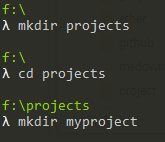 f:\
λ mkdir projects
f:\
λ cd projects
f:\projects
λ mkdir myproject